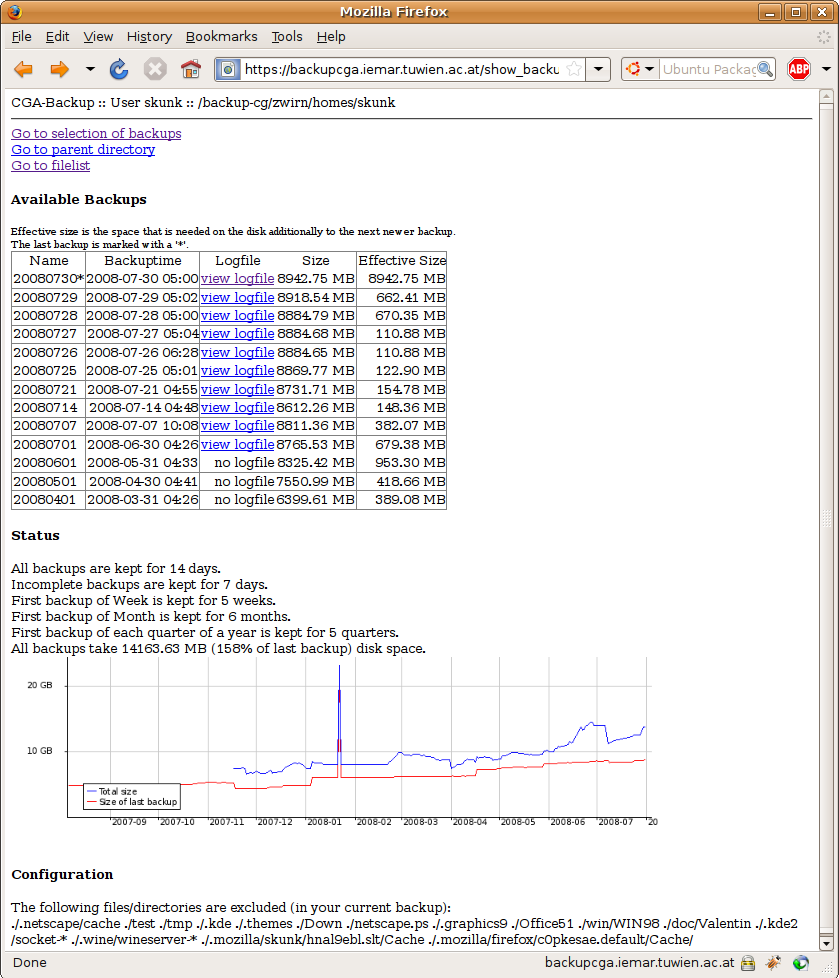 Mozilla Firefox
File Edit View History Bookmarks Tools Help
https://backupcga.iemar.tuwien.ac.at/show_backu
Ubuntu Packag
ABP
CGA-Backup :: User skunk :: /backup-cg/zwirn/homes/skunk
Go to selection of backups
Go to parent directory
Go to filelist
Available Backups
Effective size is the space that is needed on the disk additionally to the next newer backup.
The last backup is marked with a '*'.
Name Backuptime Logfile Size Effective Size
20080730* 2008-07-30 05:00 view logfile 8942.75 MB 8942.75 MB
20080729 2008-07-29 05:02 view logfile 8918.54 MB 662.41 MB
20080728 2008-07-28 05:00 view logfile 8884.79 MB 670.35 MB
20080727 2008-07-27 05:04 view logfile 8884.68 MB 110.88 MB
20080726 2008-07-26 06:28 view logfile 8884.65 MB 110.88 MB
20080725 2008-07-25 05:01 view logfile 8869.77 MB 122.90 MB
20080721 2008-07-21 04:55 view logfile 8731.71 MB 154.78 MB
20080714 2008-07-14 04:48 view logfile 8612.26 MB 148.36 MB
20080707 2008-07-07 10:08 view logfile 8811.36 MB 382.07 MB
20080701 2008-06-30 04:26 view logfile 8765.53 MB 679.38 MB
20080601 2008-05-31 04:33 no logfile 8325.42 MB 953.30 MB
20080501 2008-04-30 04:41 no logfile 7550.99 MB 418.66 MB
20080401 2008-03-31 04:26 no logfile 6399.61 MB 389.08 MB
Status
All backups are kept for 14 days.
Incomplete backups are kept for 7 days.
First backup of Week is kept for 5 weeks.
First backup of Month is kept for 6 months.
First backup of each quarter of a year is kept for 5 quarters.
All backups take 14163.63 MB (158% of last backup) disk space.
20 GB
10 GB
Total size
Size of last backup
2007-09 2007-10 2007-11 2007-12 2008-01 2008-02 2008-03 2008-04 2008-05 2008-06 2008-07 20
Configuration
The following files/directories are excluded (in your current backup):
./.netscape/cache ./test ./tmp ./.kde ./.themes ./Down ./netscape.ps ./.graphics9 ./Office51 ./win/WIN98 ./doc/Valentin ./.kde2
/socket-* ./.wine/wineserver-* ./.mozilla/skunk/hnal9ebl.slt/Cache ./.mozilla/firefox/c0pkesae.default/Cache/
Done backupcga.iemar.tuwien.ac.at